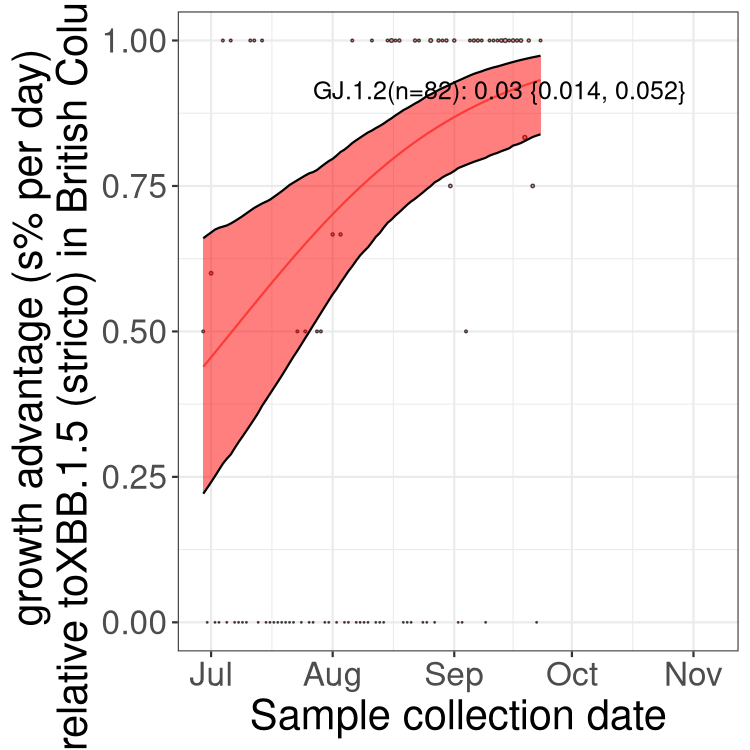 growth advantage (s% per day)
relative toXBB.1.5 (stricto) in British Colu
1.00
0.75
0.50
0.25
0.00
GJ.1.2(n=82): 0.03 {0.014, 0.052}
Jul Aug Sep Oct Nov
Sample collection date